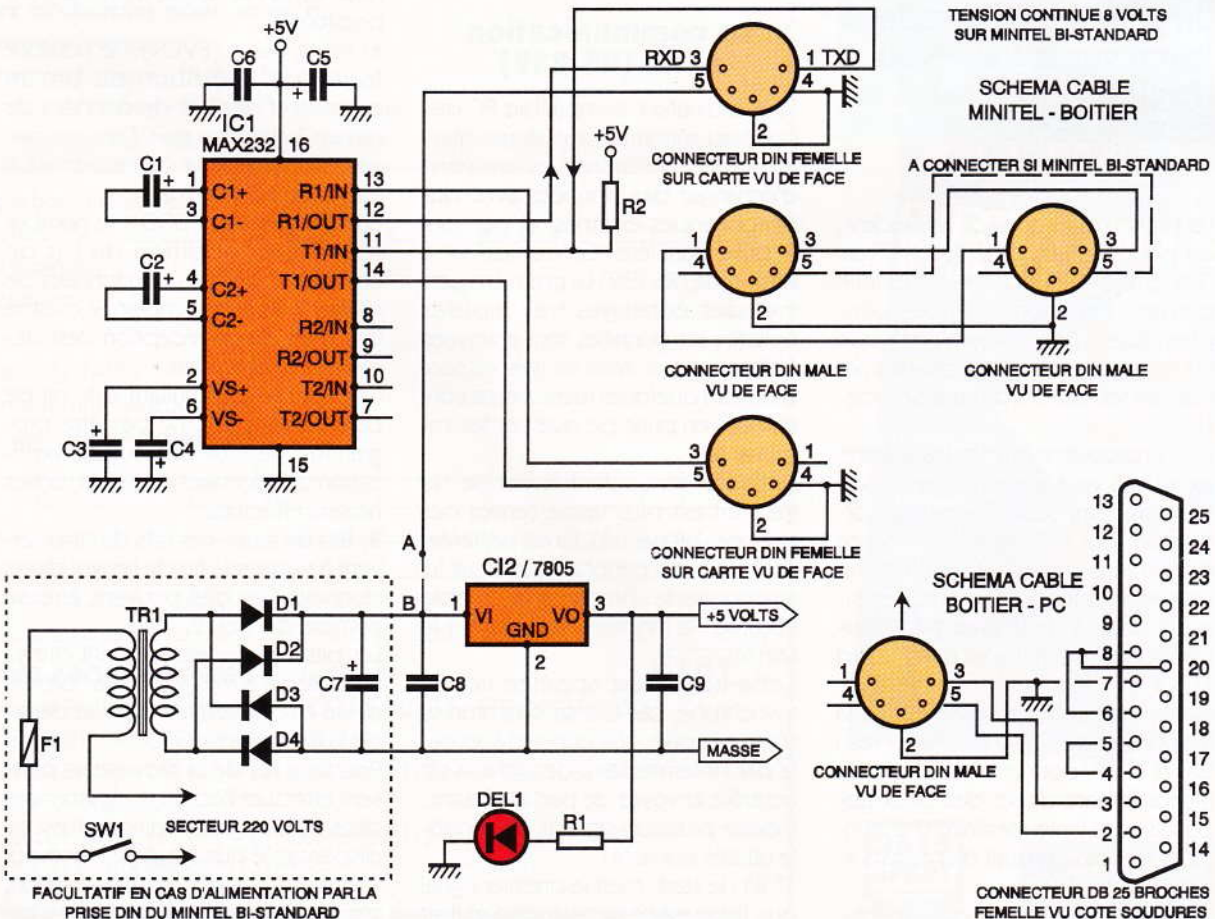 +5V
C6
C5
+
IC1
MAX232
16
C1
+
1
C1+
3
C1-
C2
+
4
C2+
5
C2-
2
VS+
6
VS-
C3
+
C4
+
15
R1/IN
13
R1/OUT
12
T1/IN
11
T1/OUT
14
R2/IN
8
R2/OUT
9
T2/IN
10
T2/OUT
7
+5V
R2
RXD 3
5
1 TXD
4
2
CONNECTEUR DIN FEMELLE
SUR CARTE VU DE FACE
TENSION CONTINUE 8 VOLTS
SUR MINITEL BI-STANDARD
SCHEMA CABLE
MINITEL - BOITIER
A CONNECTER SI MINITEL BI-STANDARD
1
4
3
5
2
CONNECTEUR DIN MALE
VU DE FACE
1
4
3
5
2
CONNECTEUR DIN MALE
VU DE FACE
3
5
1
4
2
CONNECTEUR DIN FEMELLE
SUR CARTE VU DE FACE
A
B
CI2 / 7805
1
VI
VO
3
GND
2
+5 VOLTS
C7
+
C8
C9
MASSE
TR1
D1
D2
D3
D4
F1
SW1
SECTEUR 220 VOLTS
FACULTATIF EN CAS D'ALIMENTATION PAR LA
PRISE DIN DU MINITEL BI-STANDARD
DEL1
R1
SCHEMA CABLE
BOITIER - PC
1
4
3
5
2
CONNECTEUR DIN MALE
VU DE FACE
13
12
11
10
9
8
7
6
5
4
3
2
1
25
24
23
22
21
20
19
18
17
16
15
14
CONNECTEUR DB 25 BROCHES
FEMELLE VU COTE SOUDURES